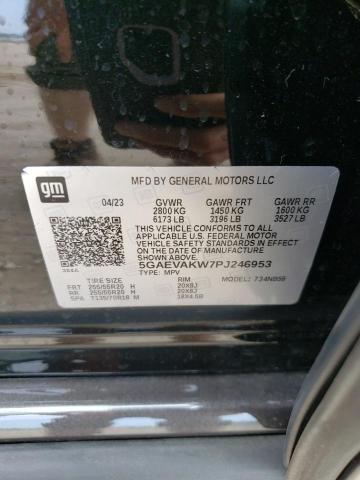 gm
MFD BY GENERAL MOTORS LLC
04/23 GVWR GAWR FRT GAWR RR
2800 KG 1450 KG 1600 KG
6173 LB 3196 LB 3527 LB
THIS VEHICLE CONFORMS TO ALL APPLICABLE
U.S. FEDERAL MOTOR VEHICLE SAFETY
STANDARDS IN EFFECT ON THE DATE OF
MANUFACTURE SHOWN ABOVE.
5GAEVAKW7PJ246953
TYPE: MPV MODEL:
TIRE SIZE RIM
FRT 255/55R20 H 20X8J
RR 255/55R20 H 20X8J
SPA T135/70R18 M 18X4.5B